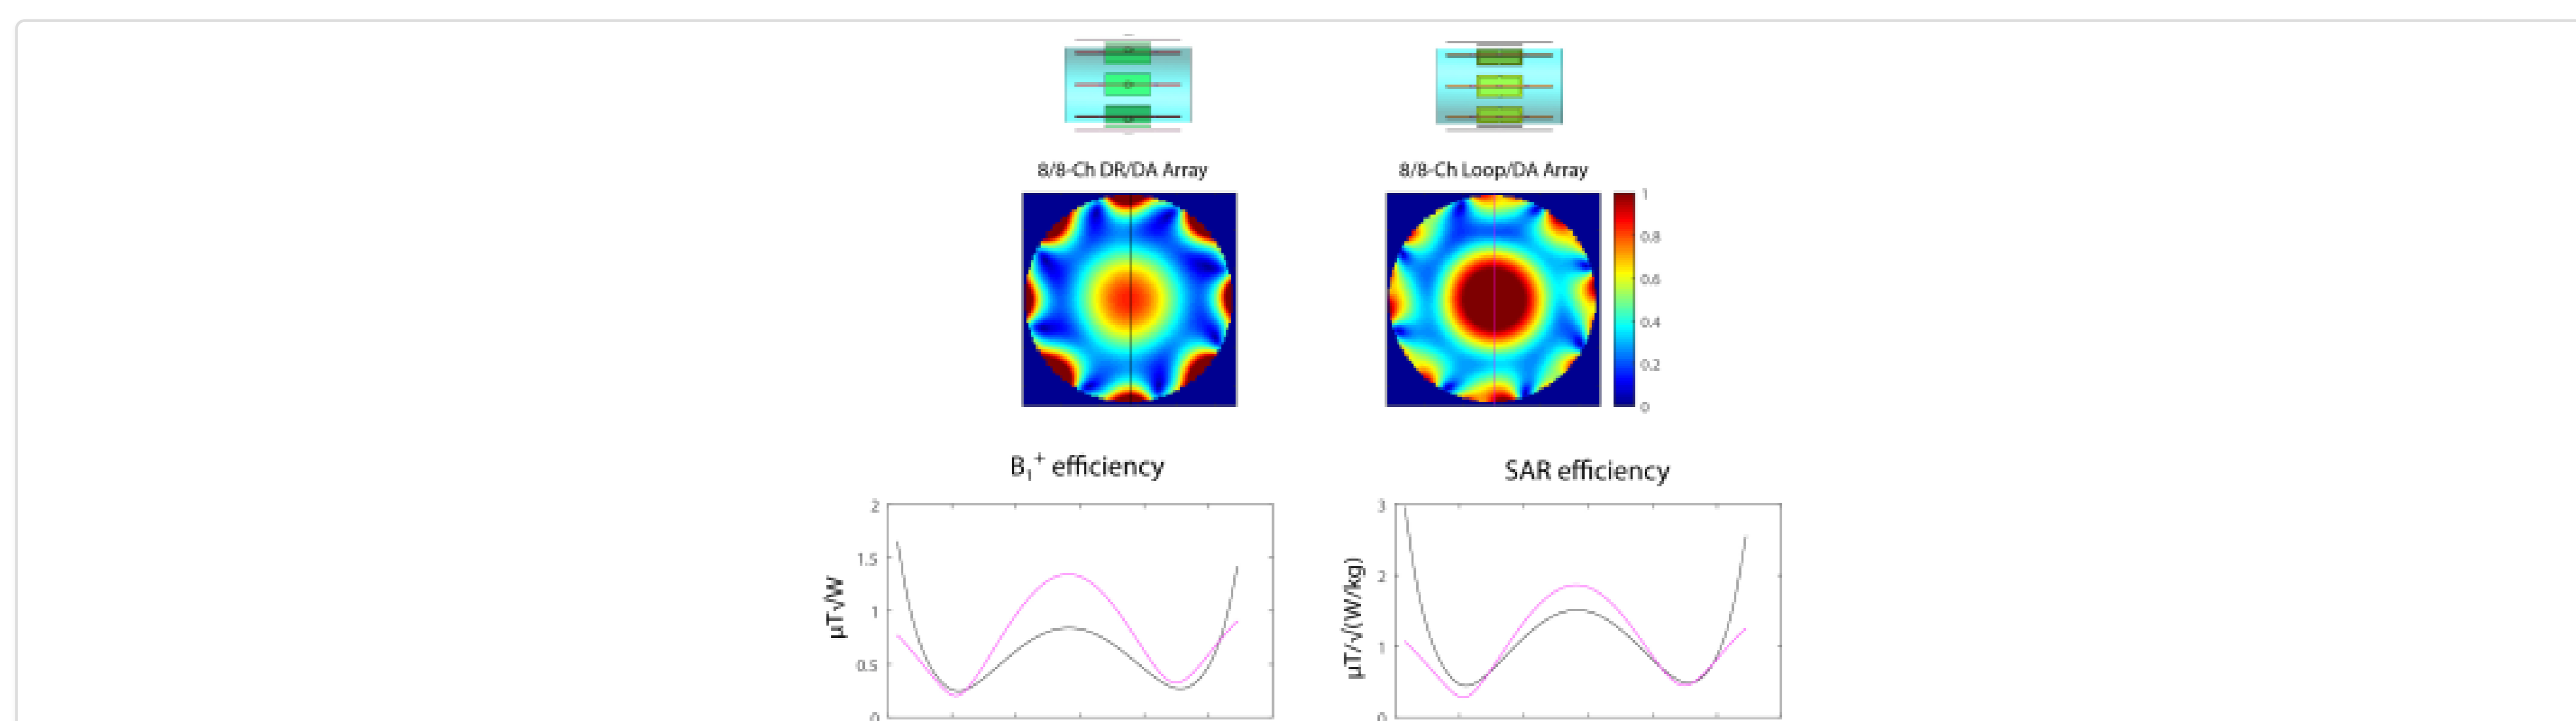 8/8-Ch DR/DA Array
8/8-Ch Loop/DA Array
1
0.8
0.6
0.4
0.2
0
B₁⁺ efficiency
SAR efficiency
2
1.5
1
0.5
0
µT√W
3
2
1
0
µT/√(W/kg)